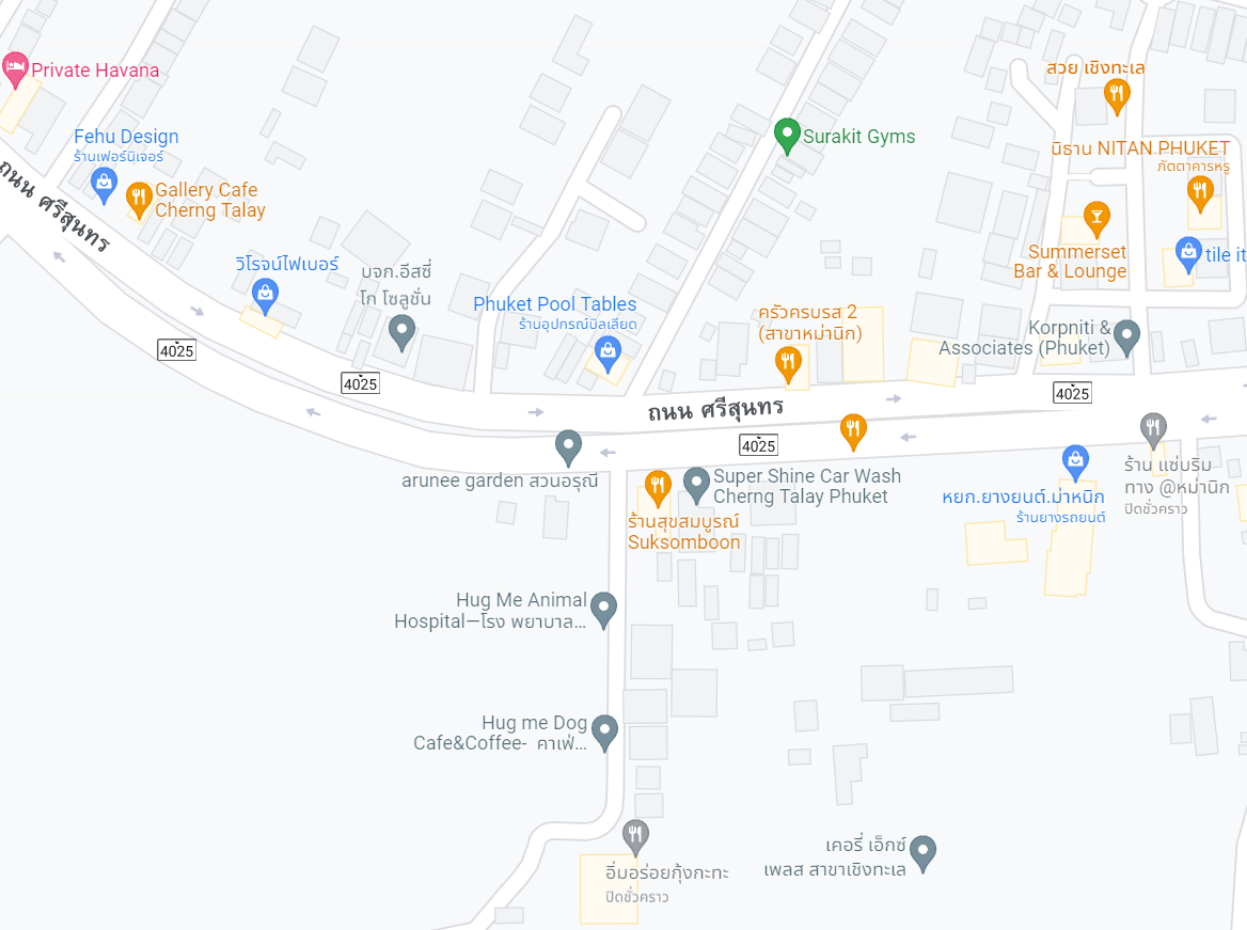 Private Havana
สวย เชิงทะเล
Fehu Design
ร้านเฟอร์นิเจอร์
Surakit Gyms
นิธาน NITAN PHUKET
ภัตตาคารหรู
Gallery Cafe
Cherng Talay
ถนน ศรีสุนทร
วิโรจน์ไฟเบอร์
บจก.อีสซี่
โก โซลูชั่น
Summerset
Bar & Lounge
tile it
Phuket Pool Tables
ร้านอุปกรณ์บิลเลียด
ครัวครบรส 2
(สาขาหม่านิก)
Korpniti &
Associates (Phuket)
4025
4025
4025
ถนน ศรีสุนทร
4025
arunee garden สวนอรุณี
Super Shine Car Wash
Cherng Talay Phuket
ร้าน แซ่บริม
ทาง @หม่านิก
ปิดชั่วคราว
หยก.ยางยนต์.ม่าหนิก
ร้านยางรถยนต์
ร้านสุขสมบูรณ์
Suksomboon
Hug Me Animal
Hospital—โรง พยาบาล...
Hug me Dog
Cafe&Coffee- คาเฟ่...
อิ่มอร่อยกุ้งกะทะ
ปิดชั่วคราว
เคอรี่ เอ็กซ์
เพลส สาขาเชิงทะเล